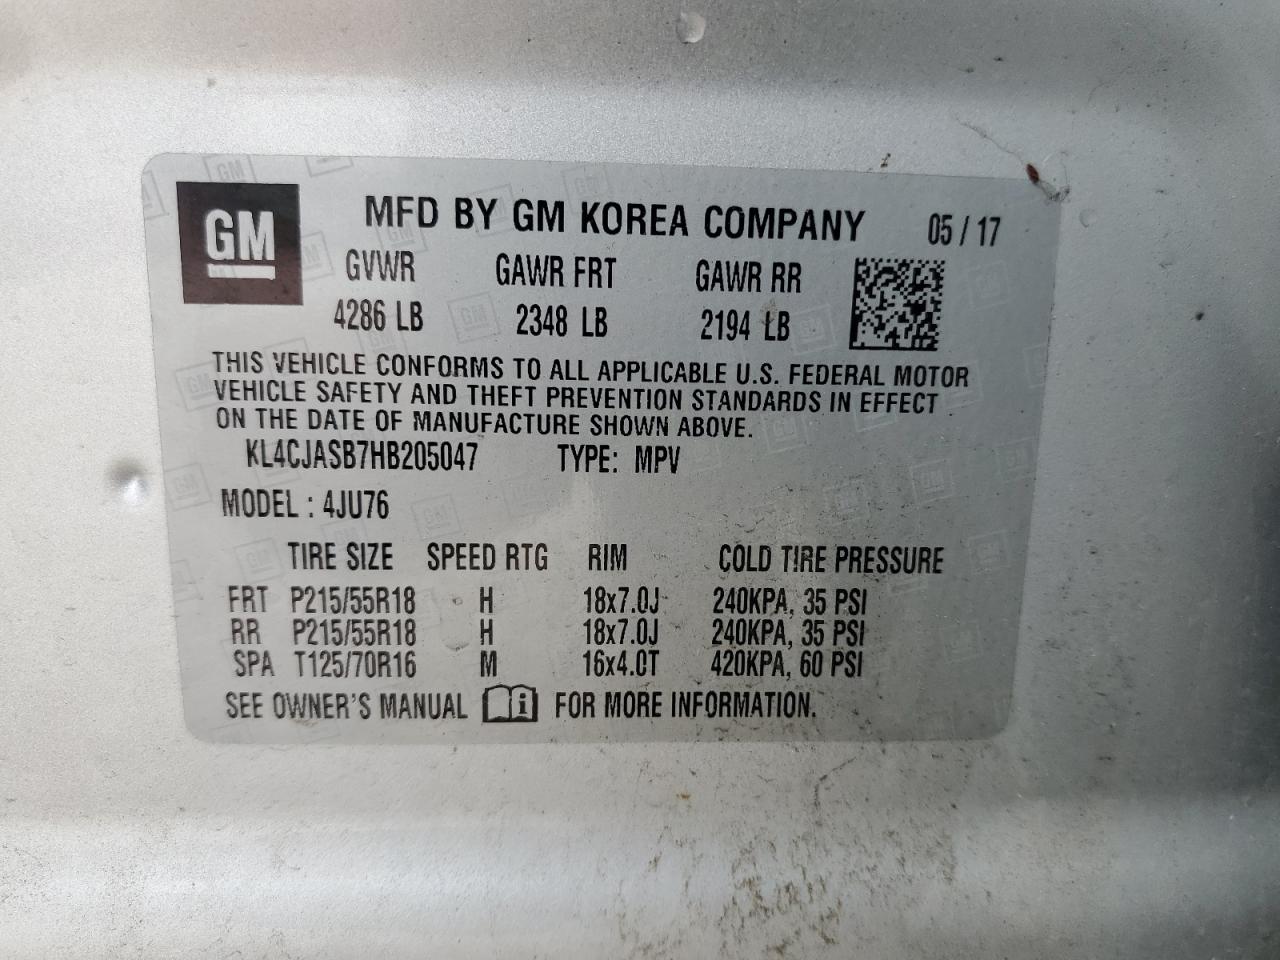 GM MFD BY GM KOREA COMPANY 05 / 17
GVWR GAWR FRT GAWR RR
4286 LB 2348 LB 2194 LB
THIS VEHICLE CONFORMS TO ALL APPLICABLE U.S. FEDERAL MOTOR
VEHICLE SAFETY AND THEFT PREVENTION STANDARDS IN EFFECT
ON THE DATE OF MANUFACTURE SHOWN ABOVE.
KL4CJASB7HB205047 TYPE: MPV
MODEL : 4JU76
TIRE SIZE SPEED RTG RIM COLD TIRE PRESSURE
FRT P215/55R18 H 18x7.0J 240KPA, 35 PSI
RR P215/55R18 H 18x7.0J 240KPA, 35 PSI
SPA T125/70R16 M 16x4.0T 420KPA, 60 PSI
SEE OWNER'S MANUAL i FOR MORE INFORMATION.